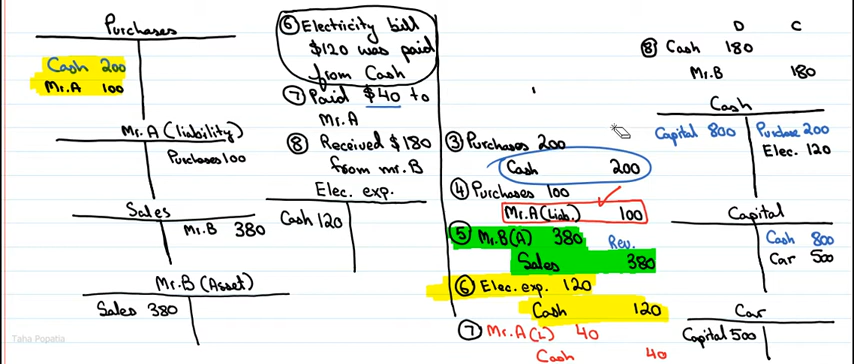 Purchases
Cash 200
Mr.A 100
Mr.A (liability)
Purchases 100
Sales
Mr.B 380
Mr.B (Asset)
Sales 380
Taha Popatia
⑥ Electricity bill
$120 was paid
from Cash
⑦ Paid $40 to
Mr.A
⑧ Received $180
from Mr.B
Elec. exp.
Cash 120
③ Purchases 200
Cash 200
④ Purchases 100
Mr.A (Liab.) 100
⑤ Mr.B(A) 380 Rev.
Sales 380
⑥ Elec. exp. 120
Cash 120
⑦ Mr.A(L) 40
Cash 40
D C
⑧ Cash 180
Mr.B 180
Cash
Capital 800 Purchase 200
Elec. 120
Capital
Cash 800
Car 500
Car
Capital 500